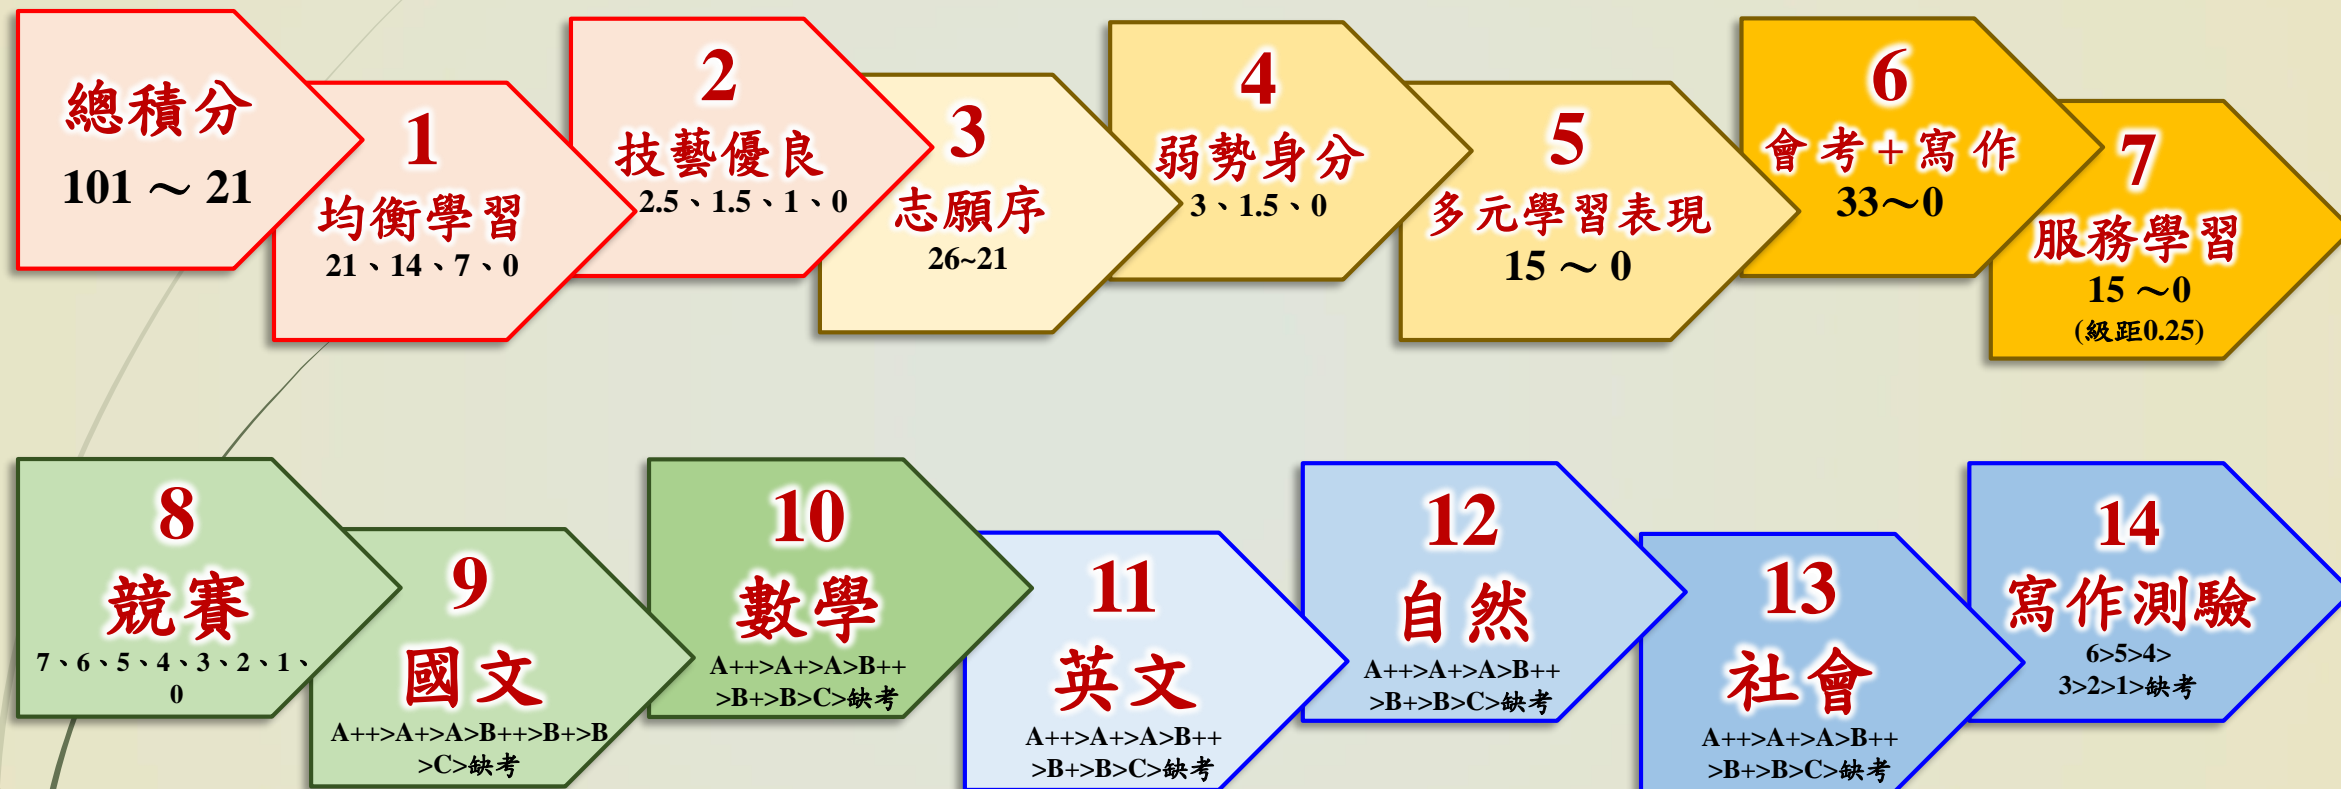 總積分
101 ～ 21
1
均衡學習
21、14、7、0
2
技藝優良
2.5、1.5、1、0
3
志願序
26~21
4
弱勢身分
3、1.5、0
5
多元學習表現
15 ～ 0
6
會考+寫作
33～0
7
服務學習
15 ～0
(級距0.25)
8
競賽
7、6、5、4、3、2、1、
0
9
國文
A++>A+>A>B++>B+>B
>C>缺考
10
數學
A++>A+>A>B++
>B+>B>C>缺考
11
英文
A++>A+>A>B++
>B+>B>C>缺考
12
自然
A++>A+>A>B++
>B+>B>C>缺考
13
社會
A++>A+>A>B++
>B+>B>C>缺考
14
寫作測驗
6>5>4>
3>2>1>缺考